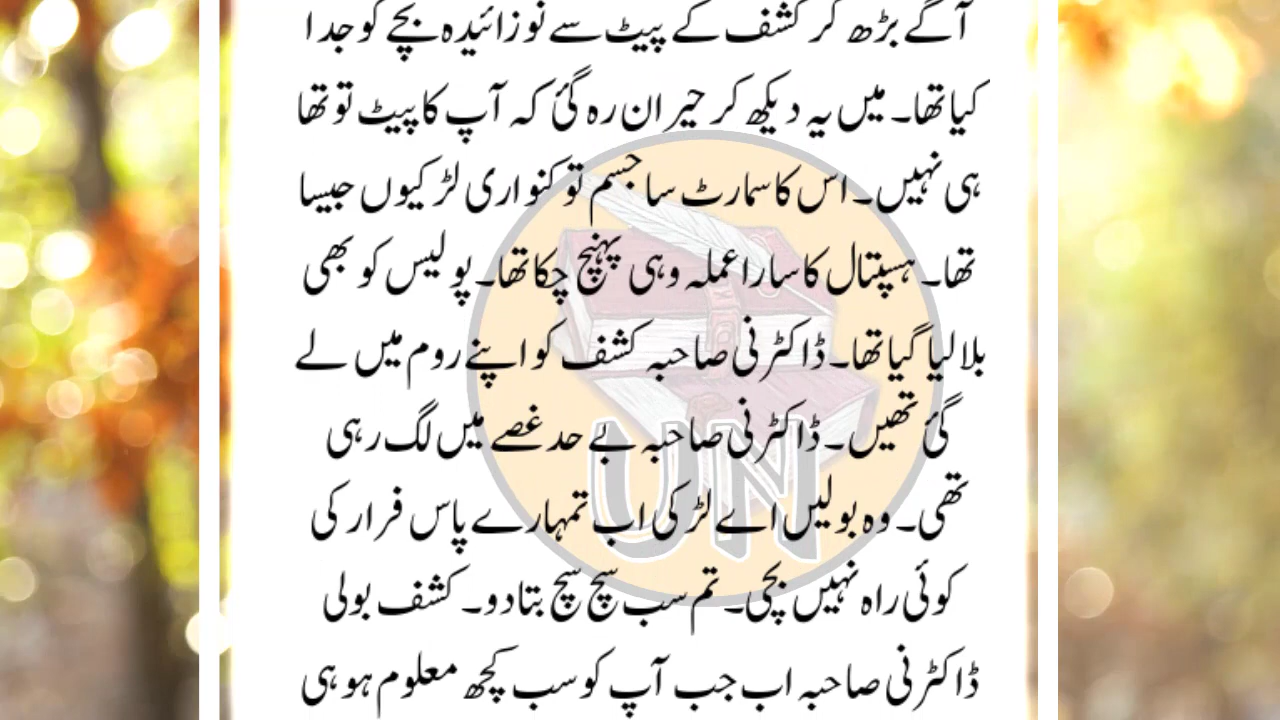 آگے بڑھ کر کشف کے پیٹ سے نوزائیدہ بچے کو جدا
کیا تھا۔ میں یہ دیکھ کر حیران رہ گئی کہ آپ کا پیٹ تو تھا
ہی نہیں۔ اس کا سمارٹ سا جسم تو کنواری لڑکیوں جیسا
تھا۔ ہسپتال کا سارا عملہ وہی پہنچ چکا تھا۔ پولیس کو بھی
بلا لیا گیا تھا۔ ڈاکٹرنی صاحبہ کشف کو اپنے روم میں لے
گئی تھیں۔ ڈاکٹرنی صاحبہ بے حد غصے میں لگ رہی
تھی۔ وہ بولیں اے لڑکی اب تمہارے پاس فرار کی
کوئی راہ نہیں بچی۔ تم سب سچ سچ بتا دو۔ کشف بولی
ڈاکٹرنی صاحبہ اب جب آپ کو سب کچھ معلوم ہو ہی
UN